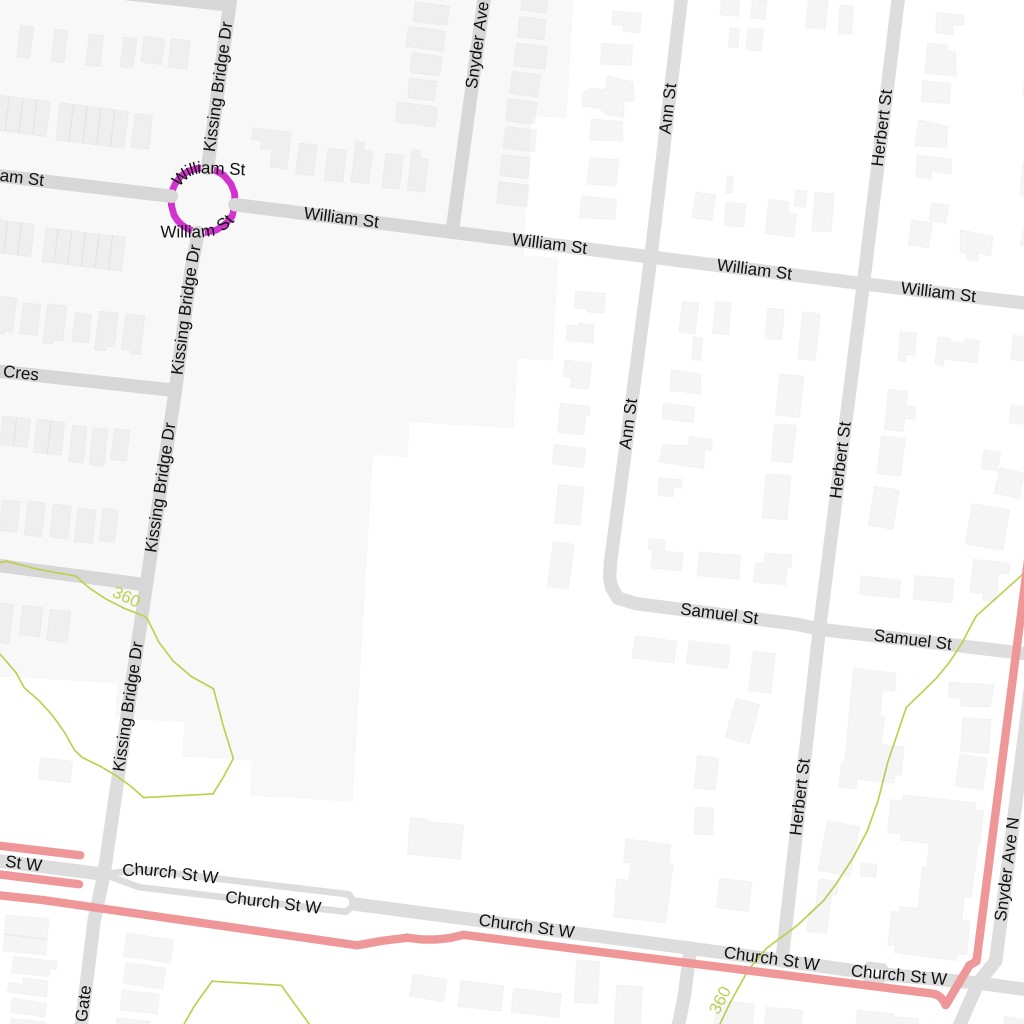 Kissing Bridge Dr
Snyder Ave
Ann St
Herbert St
William St
am St
William St
William St
William St
William St
William St
Kissing Bridge Dr
Cres
Ann St
Herbert St
Kissing Bridge Dr
360
Samuel St
Samuel St
Kissing Bridge Dr
Herbert St
Snyder Ave N
St W
Church St W
Church St W
Church St W
Church St W
Church St W
Gate
360